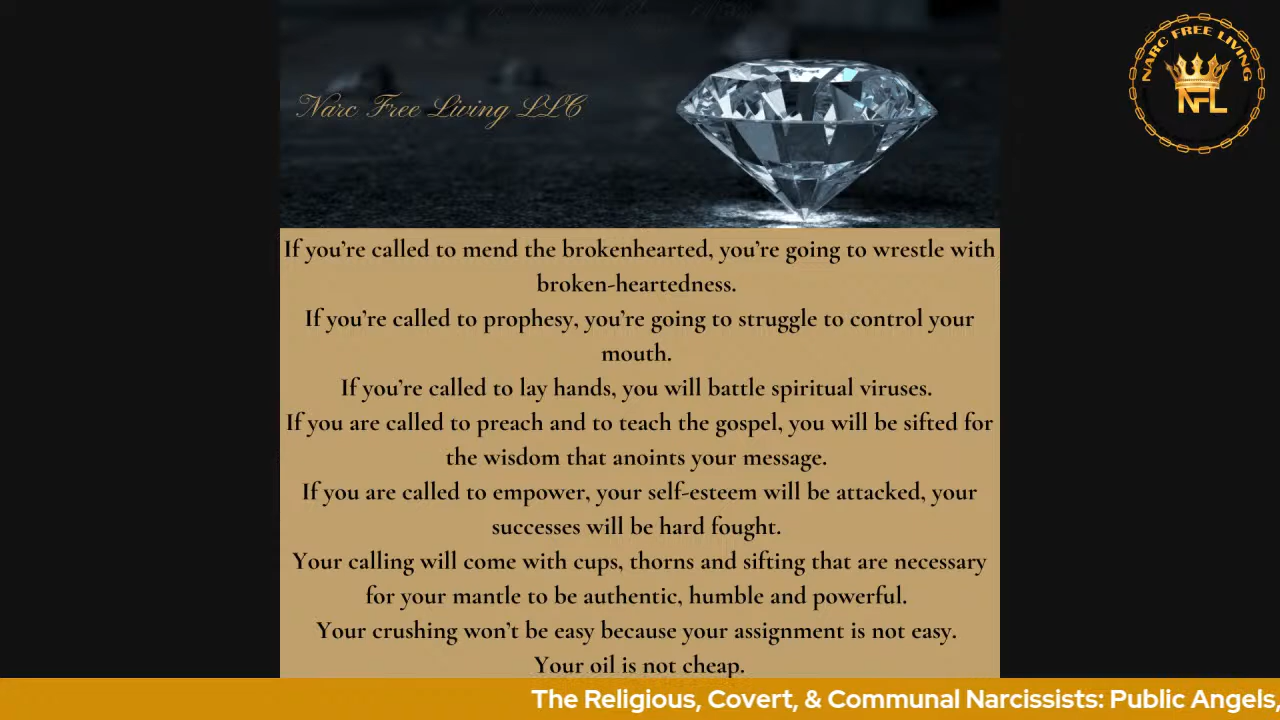 Narc Free Living LLC
NARC FREE LIVING
NFL
If you're called to mend the brokenhearted, you're going to wrestle with
broken-heartedness.
If you're called to prophesy, you're going to struggle to control your
mouth.
If you're called to lay hands, you will battle spiritual viruses.
If you are called to preach and to teach the gospel, you will be sifted for
the wisdom that anoints your message.
If you are called to empower, your self-esteem will be attacked, your
successes will be hard fought.
Your calling will come with cups, thorns and sifting that are necessary
for your mantle to be authentic, humble and powerful.
Your crushing won't be easy because your assignment is not easy.
Your oil is not cheap.
The Religious, Covert, & Communal Narcissists: Public Angels,